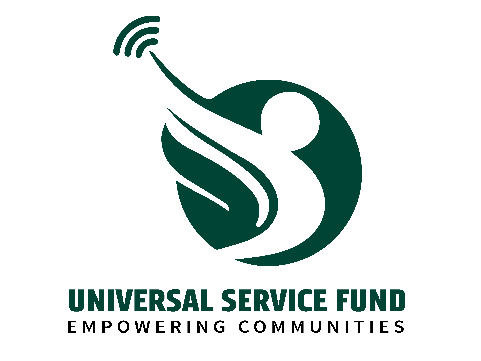 UNIVERSAL SERVICE FUND
EMPOWERING COMMUNITIES